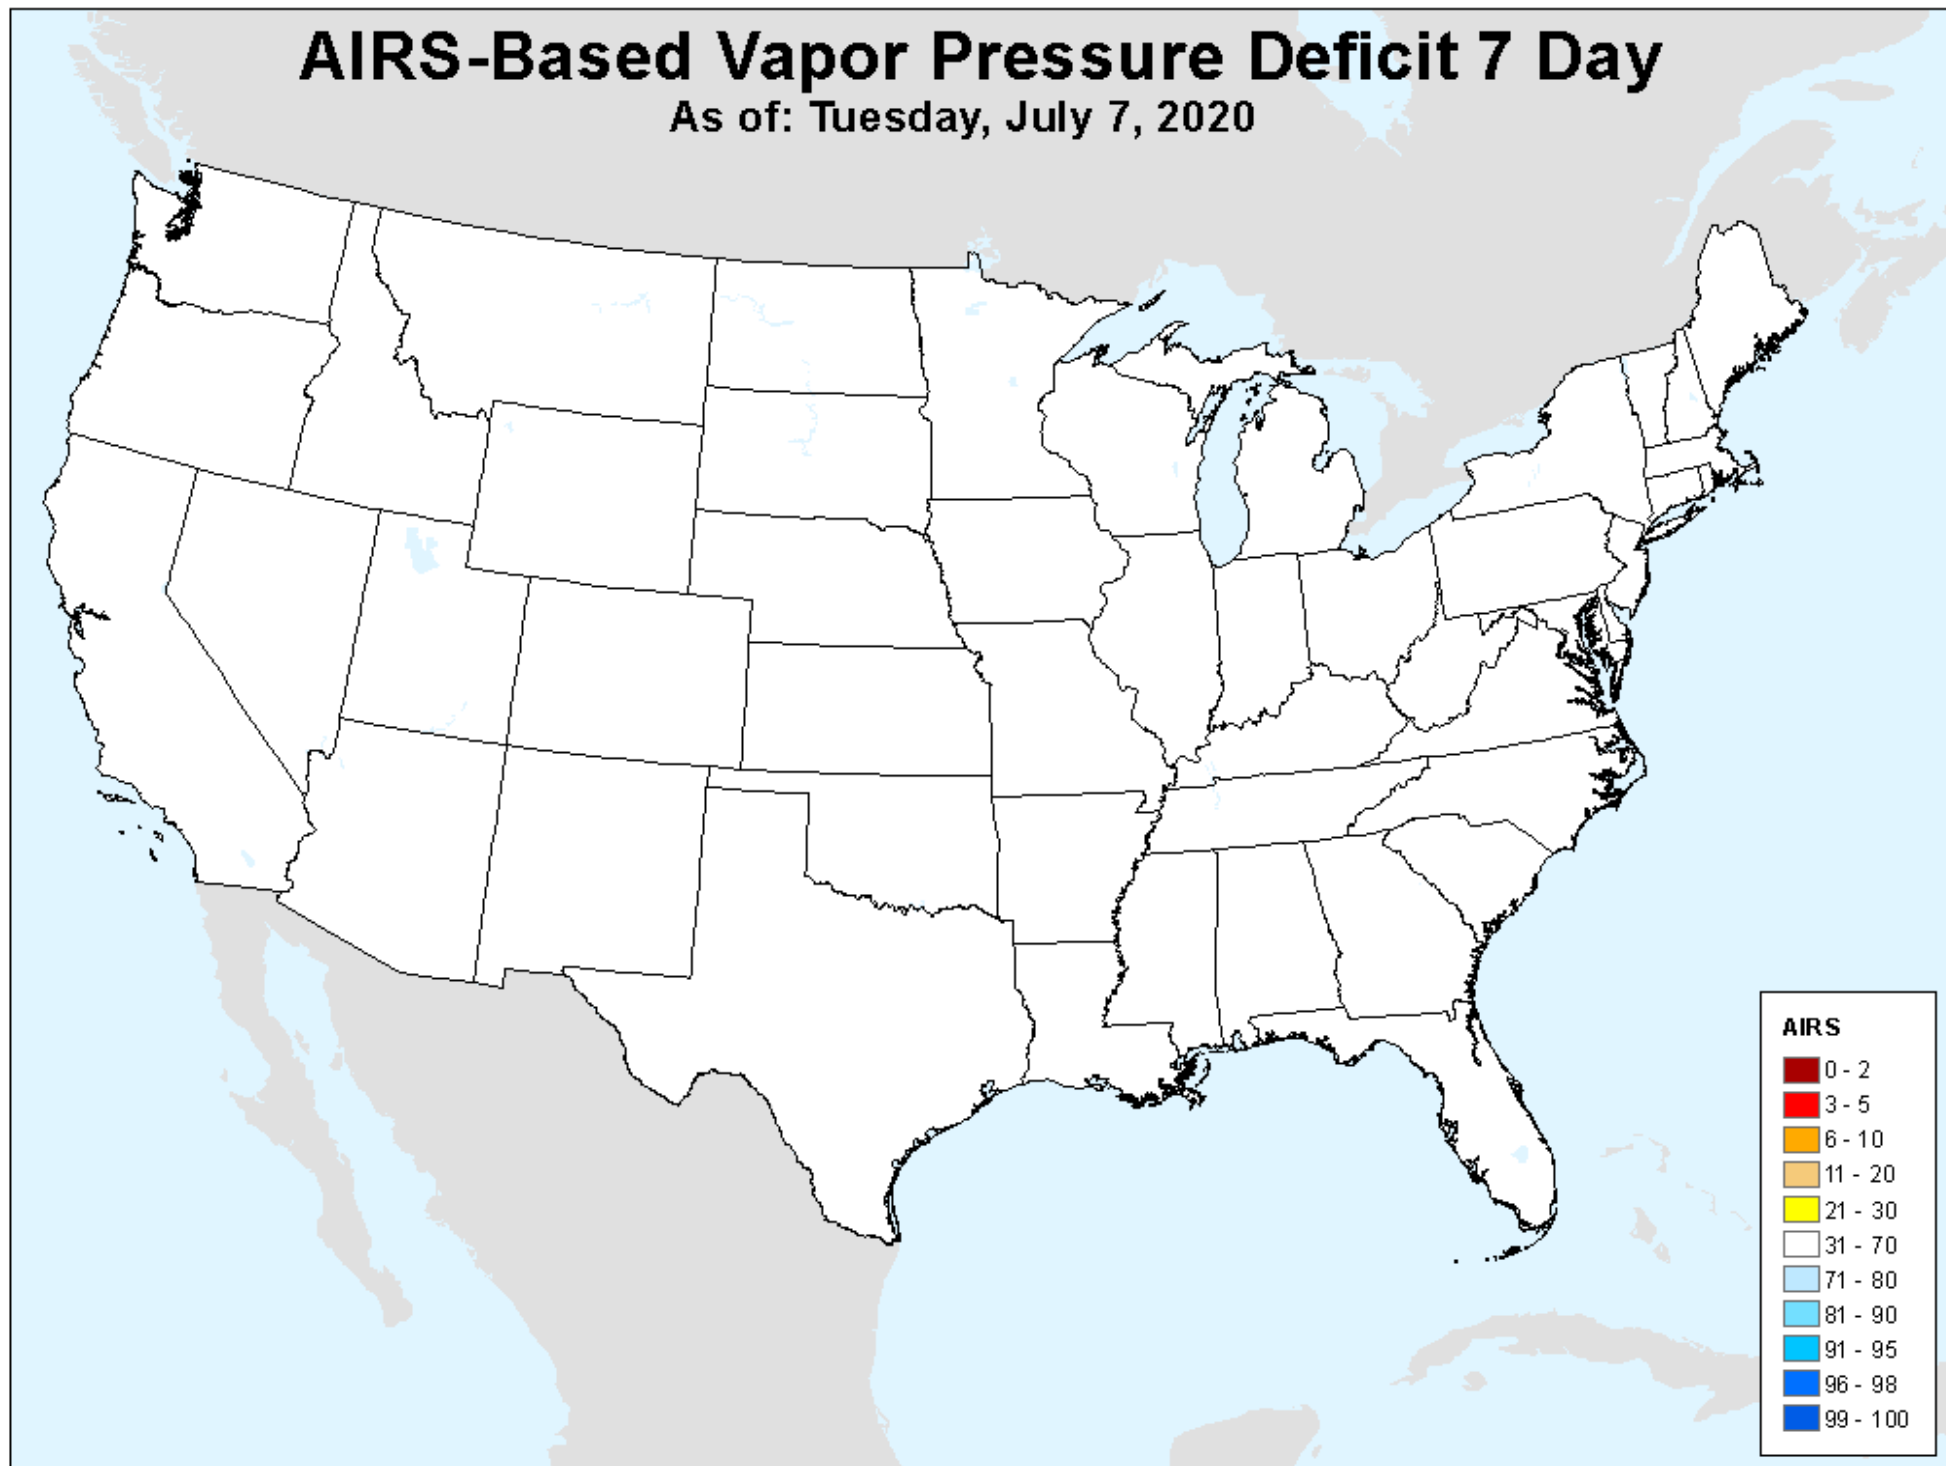 AIRS-Based Vapor Pressure Deficit 7 Day
As of: Tuesday, July 7, 2020
AIRS
0 - 2
3 - 5
6 - 10
11 - 20
21 - 30
31 - 70
71 - 80
81 - 90
91 - 95
96 - 98
99 - 100